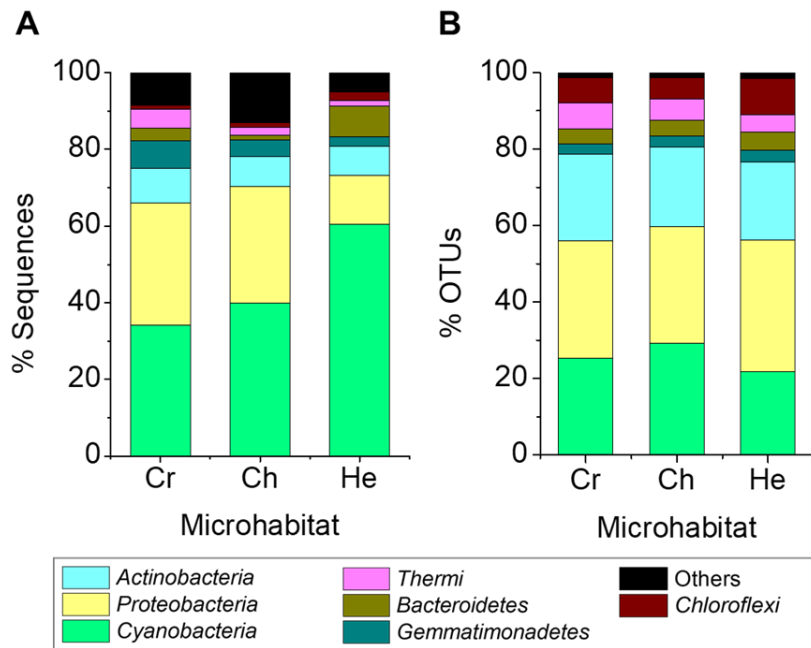 A
B
100
80
60
40
20
0
% Sequences
Cr Ch He
Microhabitat
100
80
60
40
20
0
% OTUs
Cr Ch He
Microhabitat
Actinobacteria Thermi Others
Proteobacteria Bacteroidetes Chloroflexi
Cyanobacteria Gemmatimonadetes